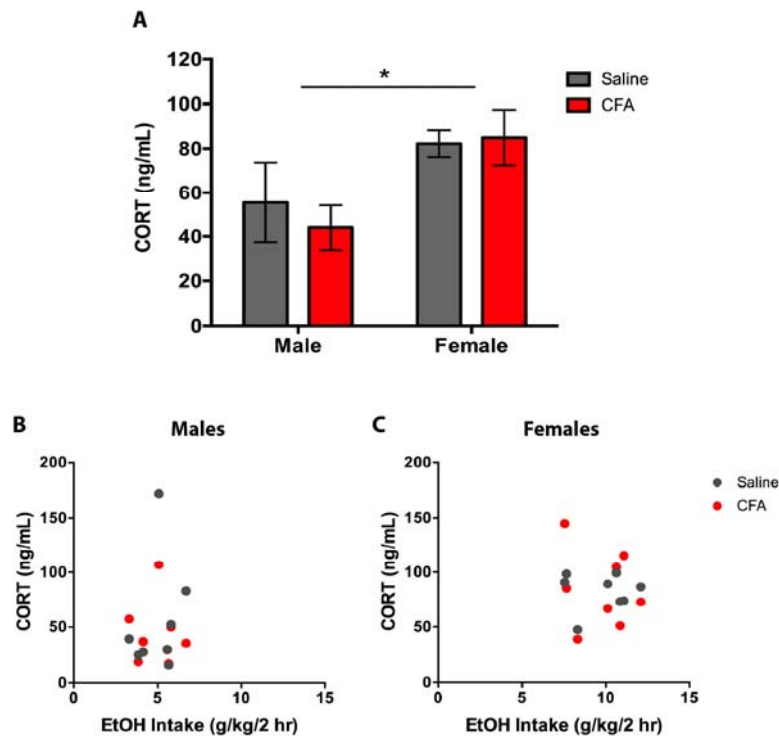 A
CORT (ng/mL)
120
100
80
60
40
20
0
*
Saline
CFA
Male
Female
B
Males
CORT (ng/mL)
200
150
100
50
0
0
5
10
15
EtOH Intake (g/kg/2 hr)
C
Females
CORT (ng/mL)
200
150
100
50
0
0
5
10
15
EtOH Intake (g/kg/2 hr)
Saline
CFA